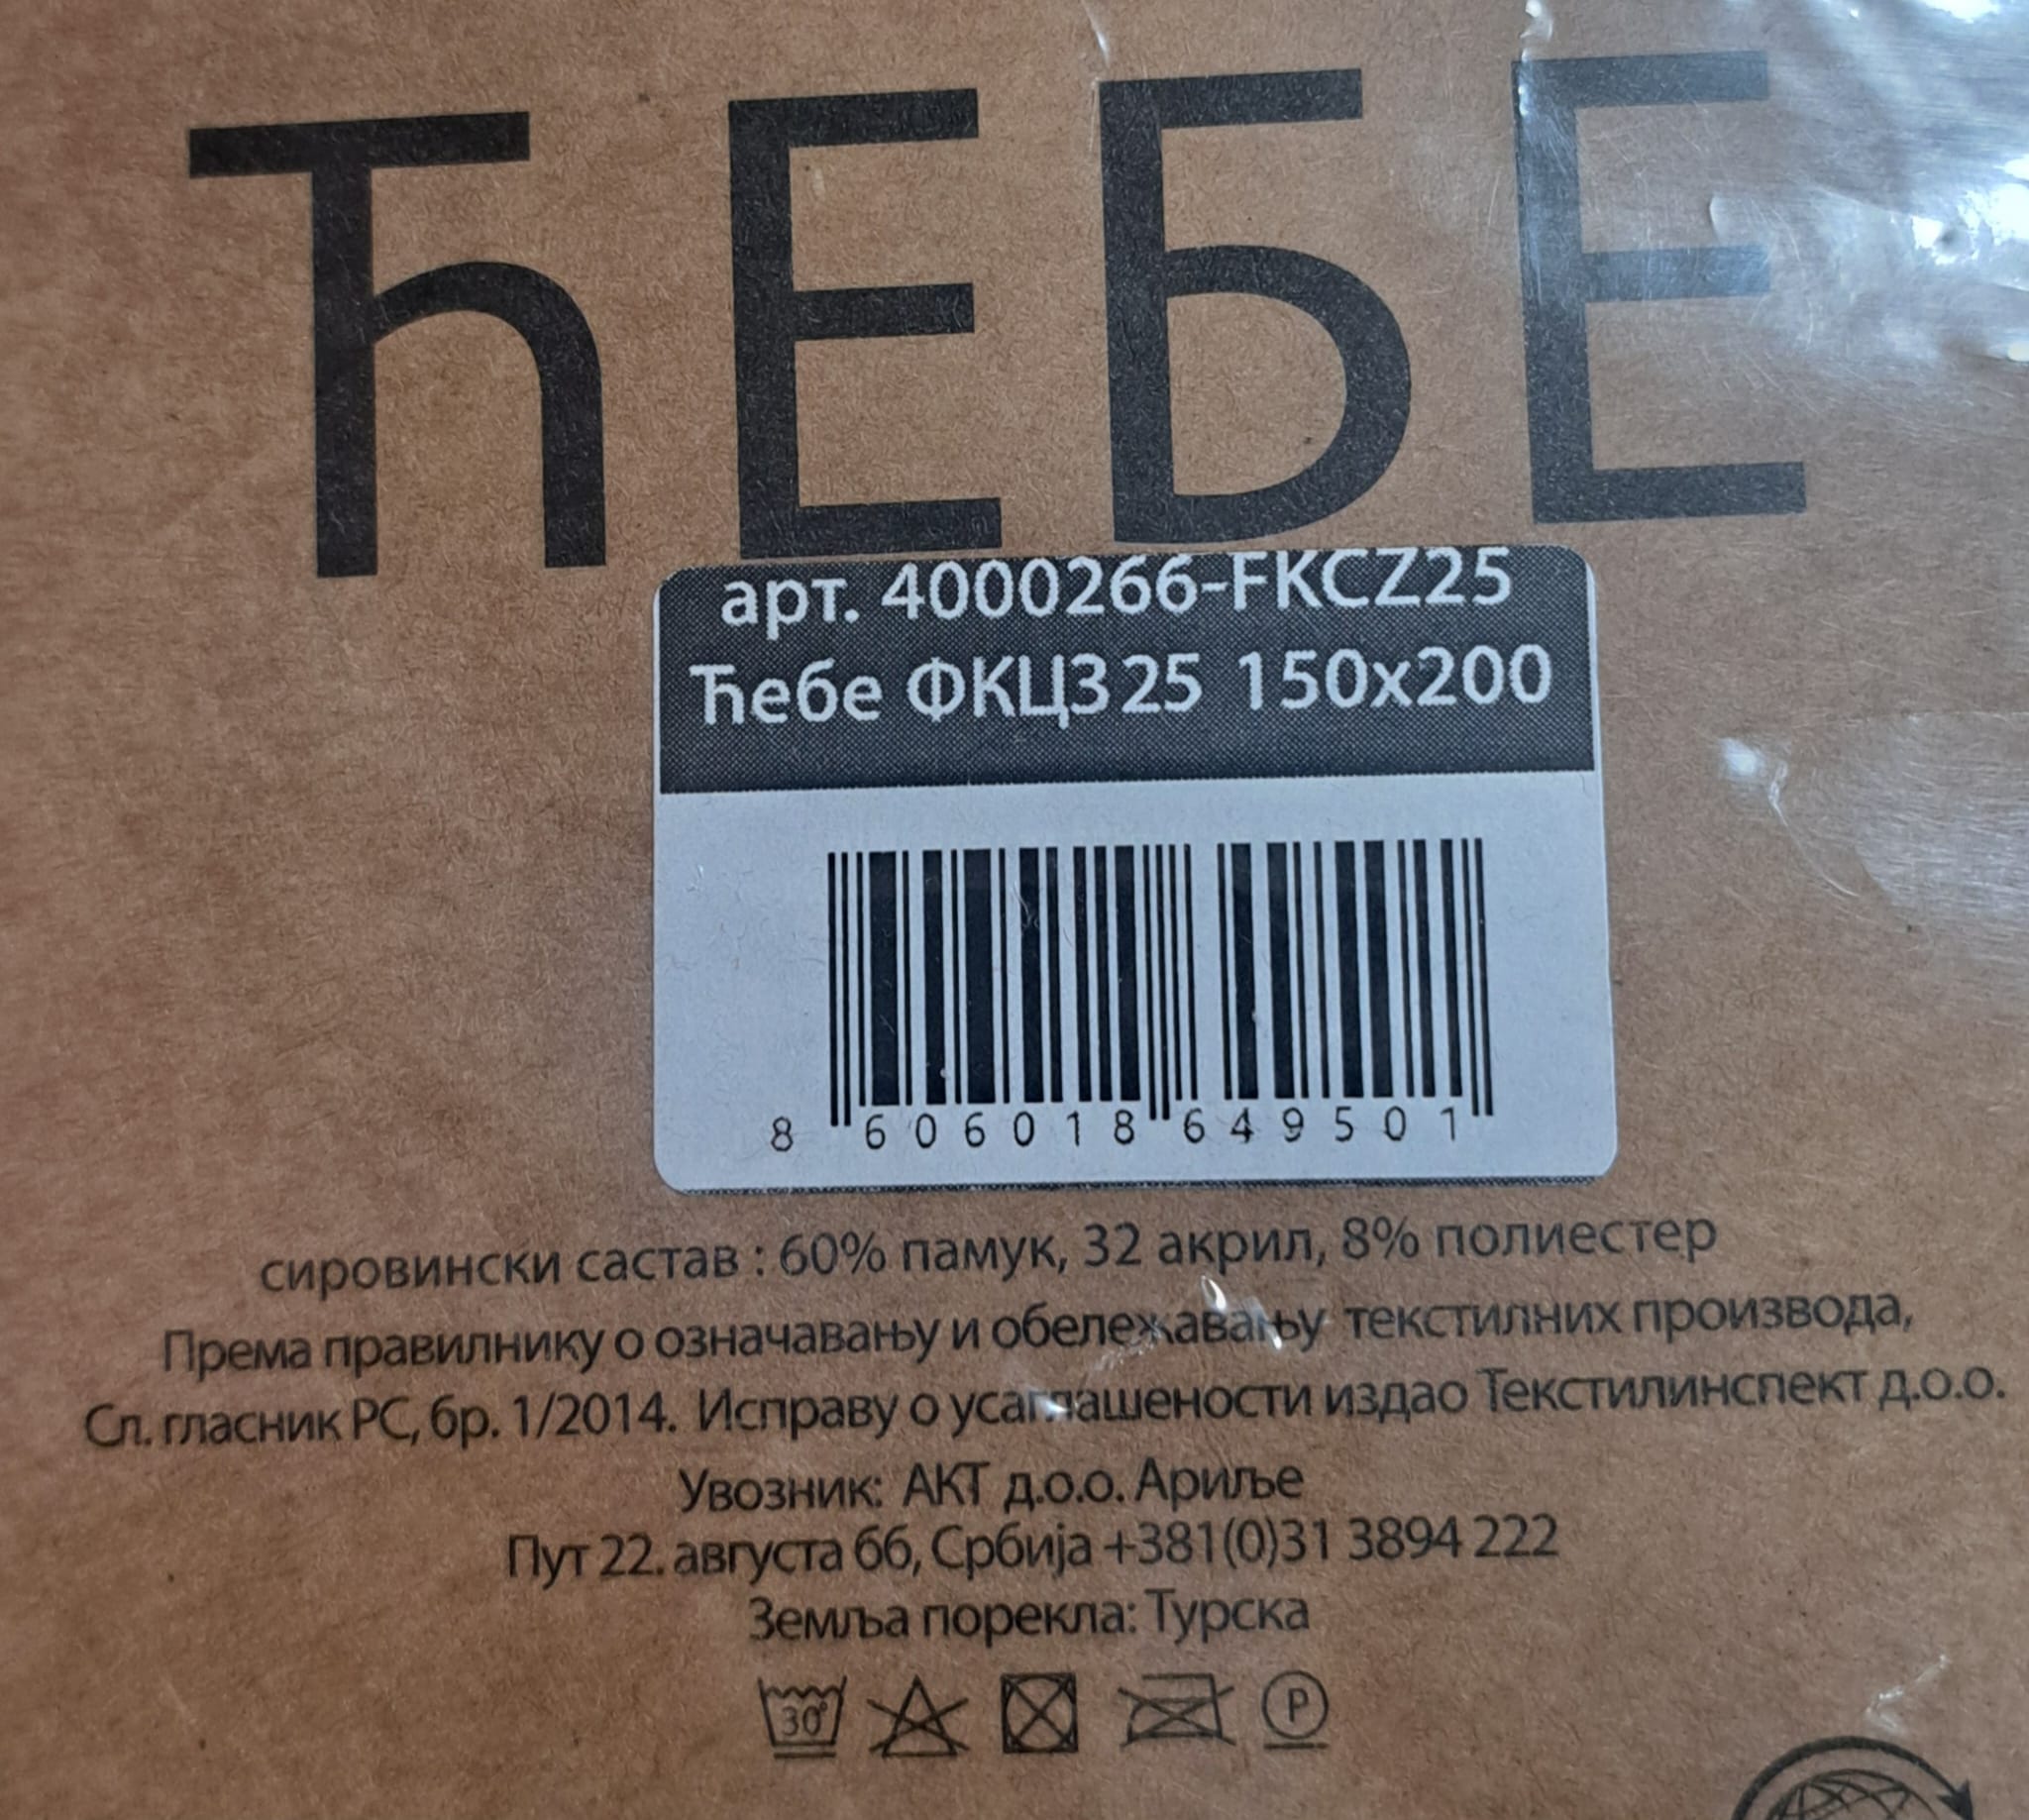 ЋЕБЕ
арт. 4000266-FKCZ25
Ћебе ФКЦЗ25 150x200
8 606018 649501
сировински састав : 60% памук, 32 акрил, 8% полиестер
Према правилнику о означавању и обележавању текстилних производа,
Сл. гласник РС, бр. 1/2014. Исправу о усаглашености издао Текстилинспект д.о.о.
Увозник: АКТ д.о.о. Ариље
Пут 22. августа 66, Србија +381(0)31 3894 222
Земља порекла: Турска
30° P